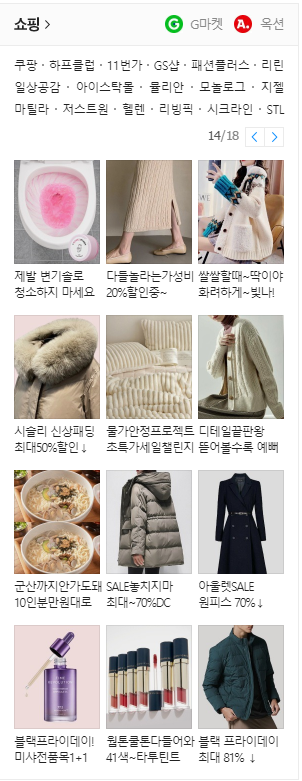 쇼핑 > G G마켓 A. 옥션
쿠팡 · 하프클럽 · 11번가 · GS샵 · 패션플러스 · 리린
일상공감 · 아이스탁몰 · 클리안 · 모놀로그 · 지젤
마틸라 · 저스트원 · 헬렌 · 리빙픽 · 시크라인 · STL
14/18 < >
제발 변기솔로 다들놀라는가성비 쌀쌀할때~딱이야
청소하지 마세요 20%할인중~ 화려하게~빛나!
시슬리 신상패딩 물가안정프로젝트 디테일끝판왕
최대50%할인↓ 초특가세일챌린지 뜯어볼수록 예뻐
군산까지안가도돼 SALE놓치지마 아울렛SALE
10인분만원대로 최대~70%DC 원피스 70%↓
블랙프라이데이! 웜톤쿨톤다들어와 블랙 프라이데이
미샤전품목1+1 41색~타투틴트 최대 81% ↓